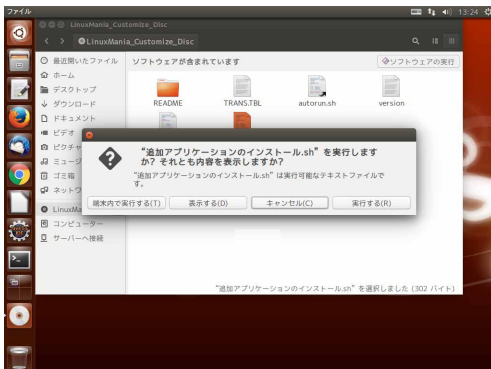 ファイル
13:24
LinuxMania_Customize_Disc
LinuxMania_Customize_Disc
最近開いたファイル
ソフトウェアが含まれています
ソフトウェアの実行
ホーム
デスクトップ
ダウンロード
README
TRANS.TBL
autorun.sh
version
ドキュメント
ビデオ
ピクチャ
ミュージ
ゴミ箱
ネットワ
LinuxMa
コンピューター
サーバーへ接続
“追加アプリケーションのインストール.sh” を実行します
か? それとも内容を表示しますか?
“追加アプリケーションのインストール.sh” は実行可能なテキストファイルで
す。
端末内で実行する(T)
表示する(D)
キャンセル(C)
実行する(R)
“追加アプリケーションのインストール.sh” を選択しました (302 バイト)